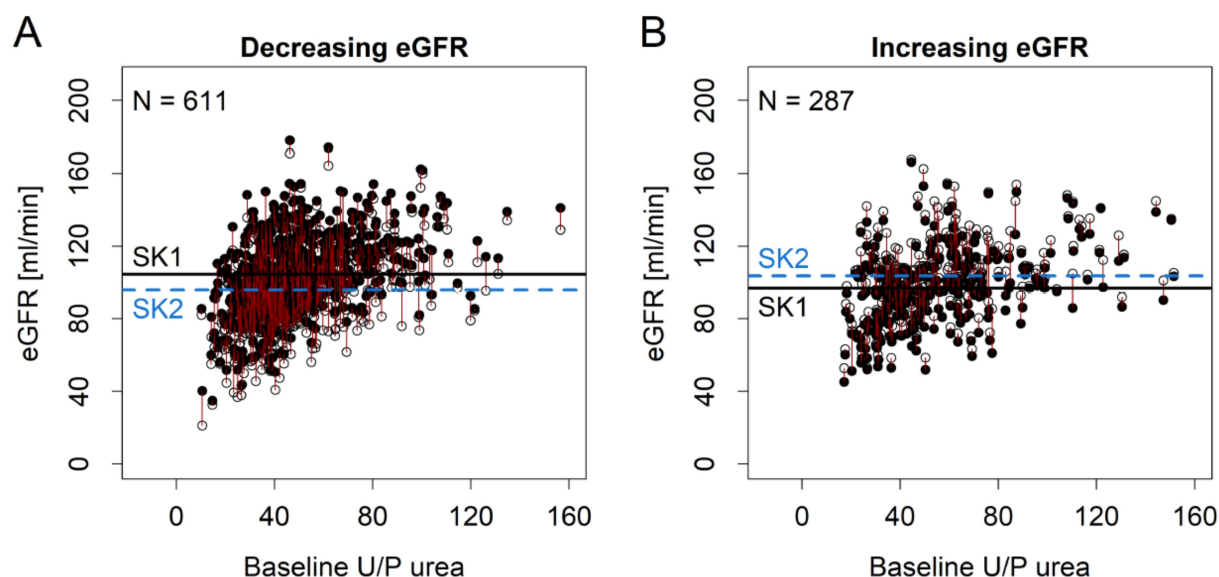 A
Decreasing eGFR
N = 611
SK1
SK2
eGFR [ml/min]
0
40
80
120
160
200
0 40 80 120 160
Baseline U/P urea
B
Increasing eGFR
N = 287
SK2
SK1
eGFR [ml/min]
0
40
80
120
160
200
0 40 80 120 160
Baseline U/P urea